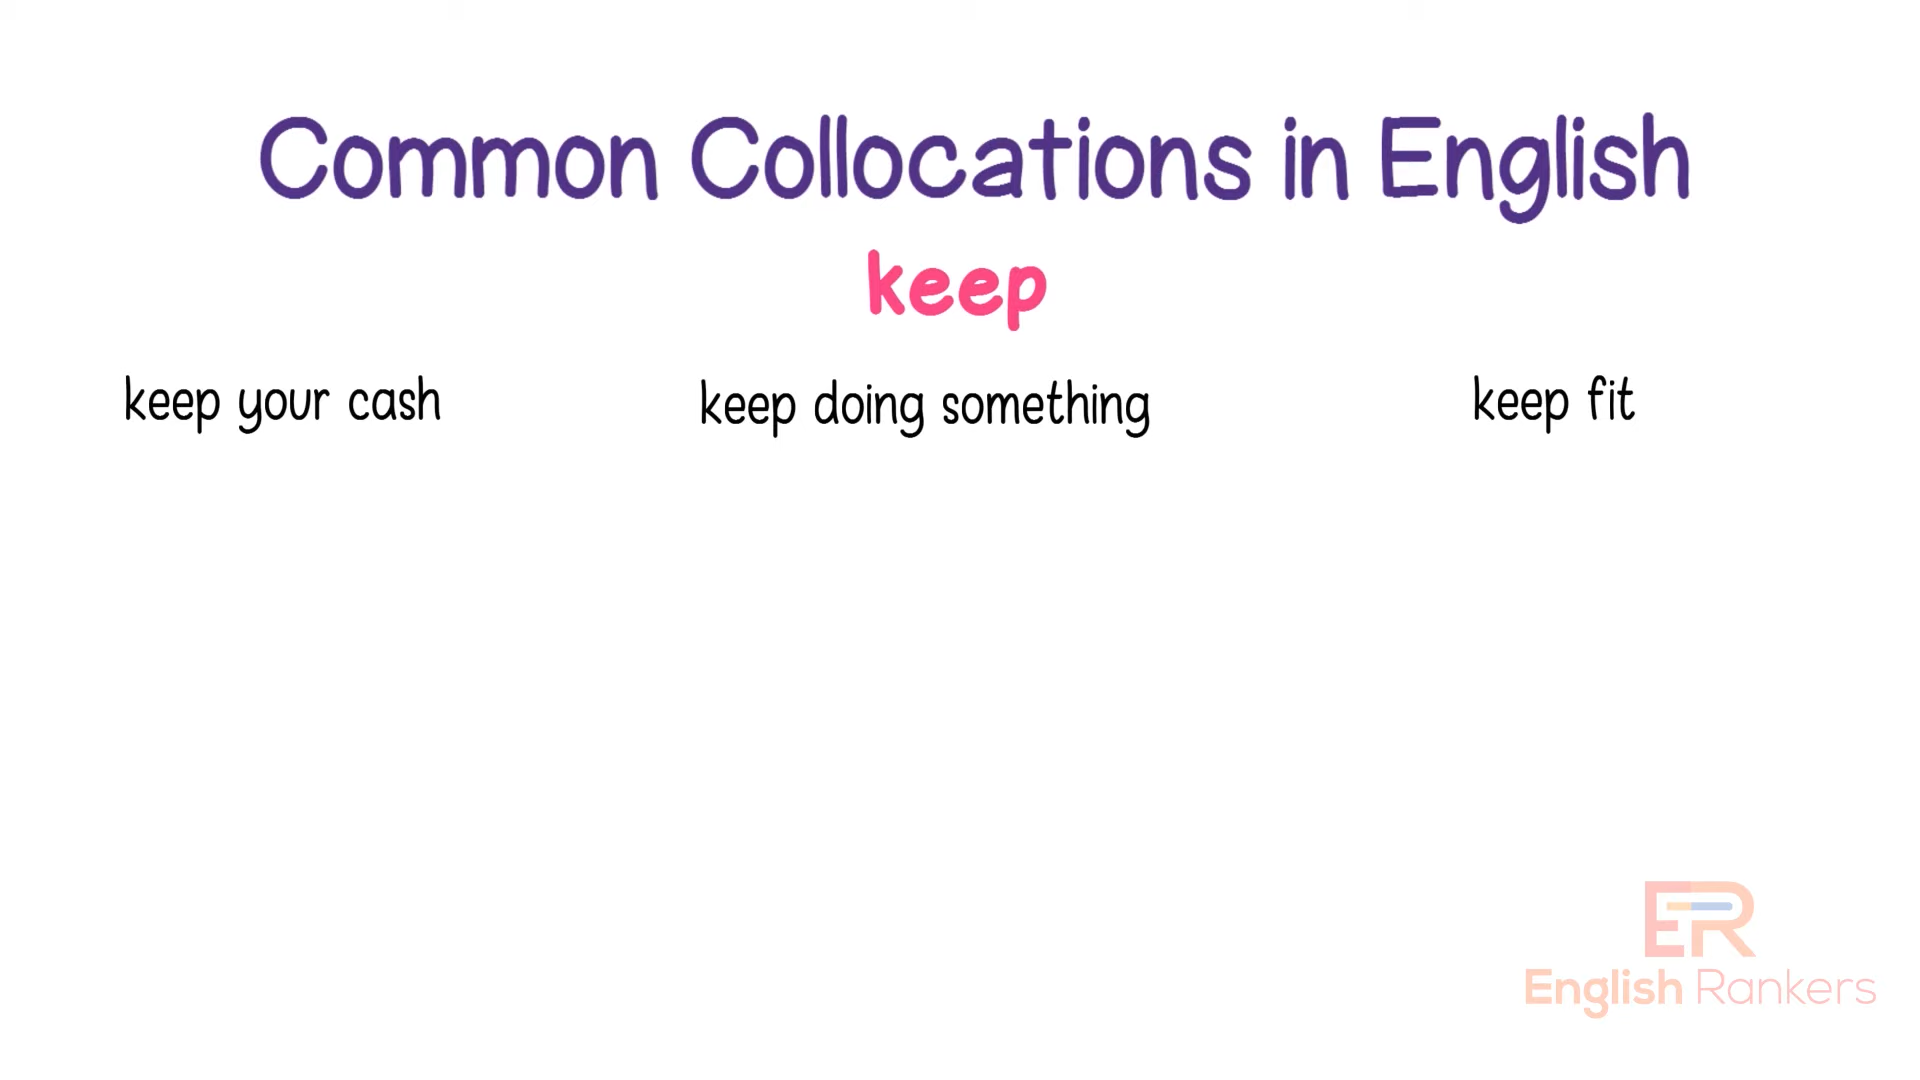 Common Collocations in English
keep
keep your cash
keep doing something
keep fit
ER
English Rankers